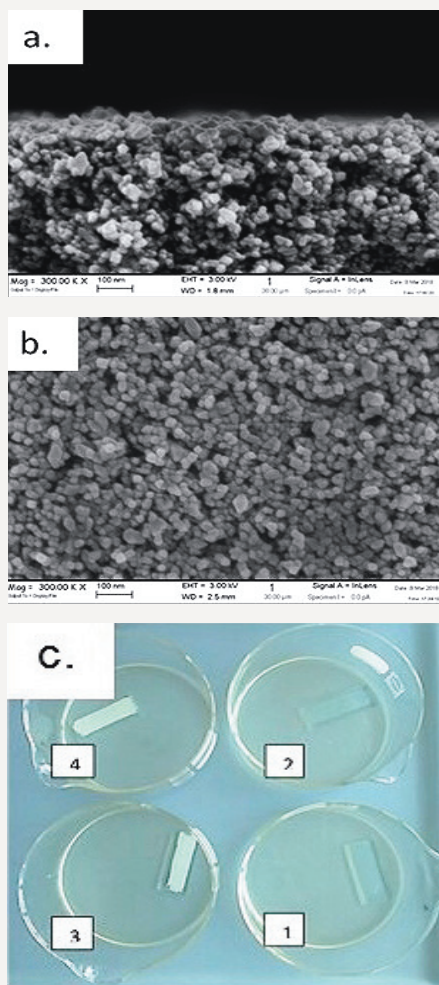 a.
Mag = 300.00 K X
100 nm
EHT = 3.00 kV
WD = 1.8 mm
Signal A = InLens
b.
Mag = 300.00 K X
100 nm
EHT = 3.00 kV
WD = 2.5 mm
Signal A = InLens
C.
4
2
3
1